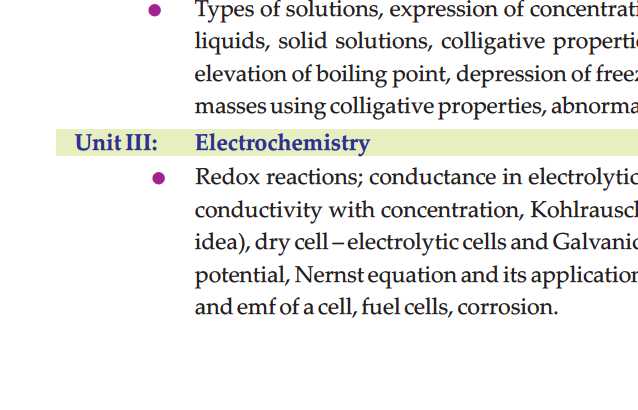 Types of solutions, expression of concentrati
liquids, solid solutions, colligative properti
elevation of boiling point, depression of free
masses using colligative properties, abnorma
Unit III: Electrochemistry
Redox reactions; conductance in electrolytic
conductivity with concentration, Kohlrausch
idea), dry cell – electrolytic cells and Galvanic
potential, Nernst equation and its application
and emf of a cell, fuel cells, corrosion.